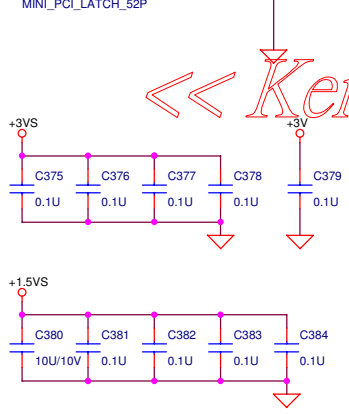 MINI_PCI_LATCH_52P
<<
+3VS
+3V
C375 C376 C377 C378 C379
0.1U 0.1U 0.1U 0.1U 0.1U
+1.5VS
C380 C381 C382 C383 C384
10U/10V 0.1U 0.1U 0.1U 0.1U